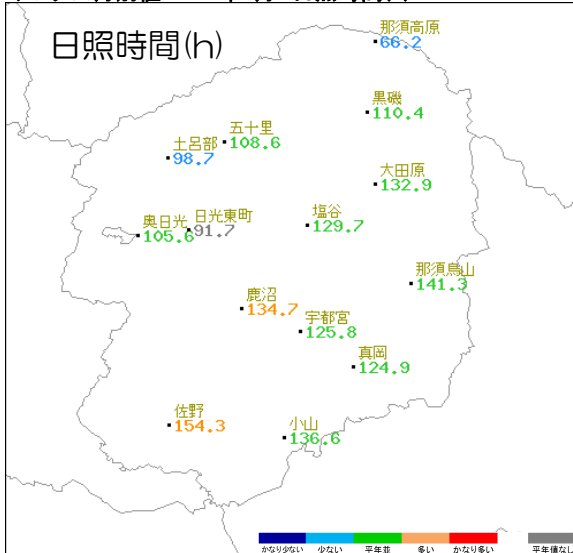 日照時間(h)
那須高原
66.2
黒磯
110.4
五十里
108.6
土呂部
98.7
大田原
132.9
塩谷
129.7
日光東町
91.7
奥日光
105.6
那須烏山
141.3
鹿沼
134.7
宇都宮
125.8
真岡
124.9
佐野
154.3
小山
136.6
かなり少ない 少ない 平年並 多い かなり多い 平年値なし